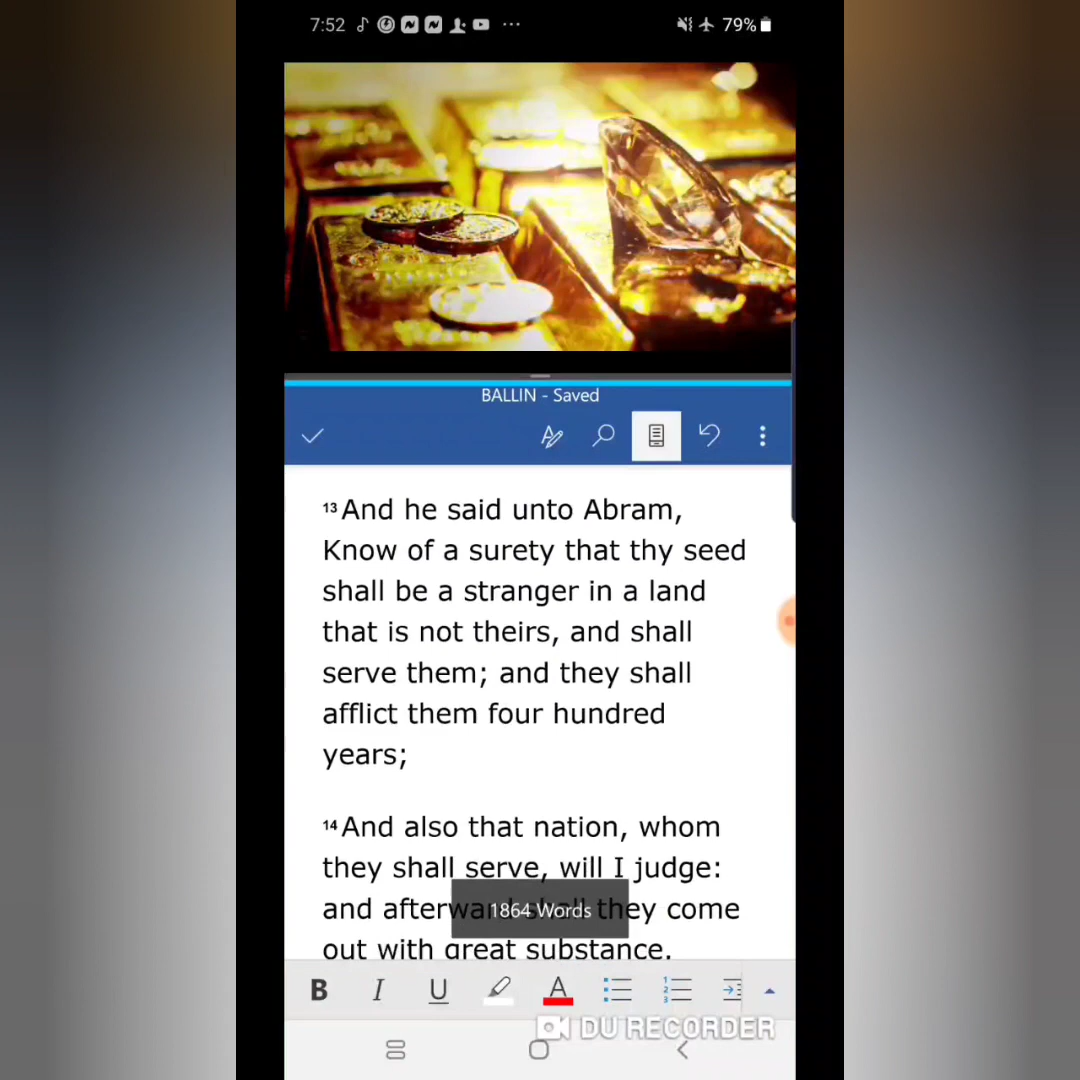 7:52
79%
BALLIN - Saved
13 And he said unto Abram,
Know of a surety that thy seed
shall be a stranger in a land
that is not theirs, and shall
serve them; and they shall
afflict them four hundred
years;
14 And also that nation, whom
they shall serve, will I judge:
and afterward shall they come
1864 Words
out with great substance.
B I U A
DU RECORDER